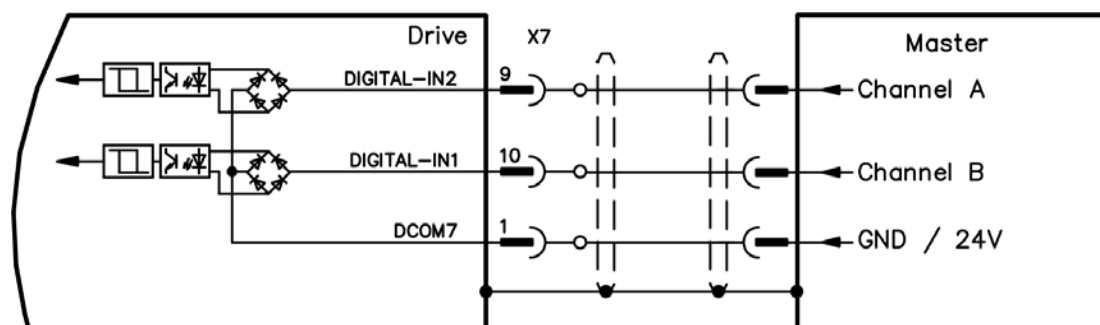 Drive X7 Master
DIGITAL-IN2 9 Channel A
DIGITAL-IN1 10 Channel B
DCOM7 1 GND / 24V